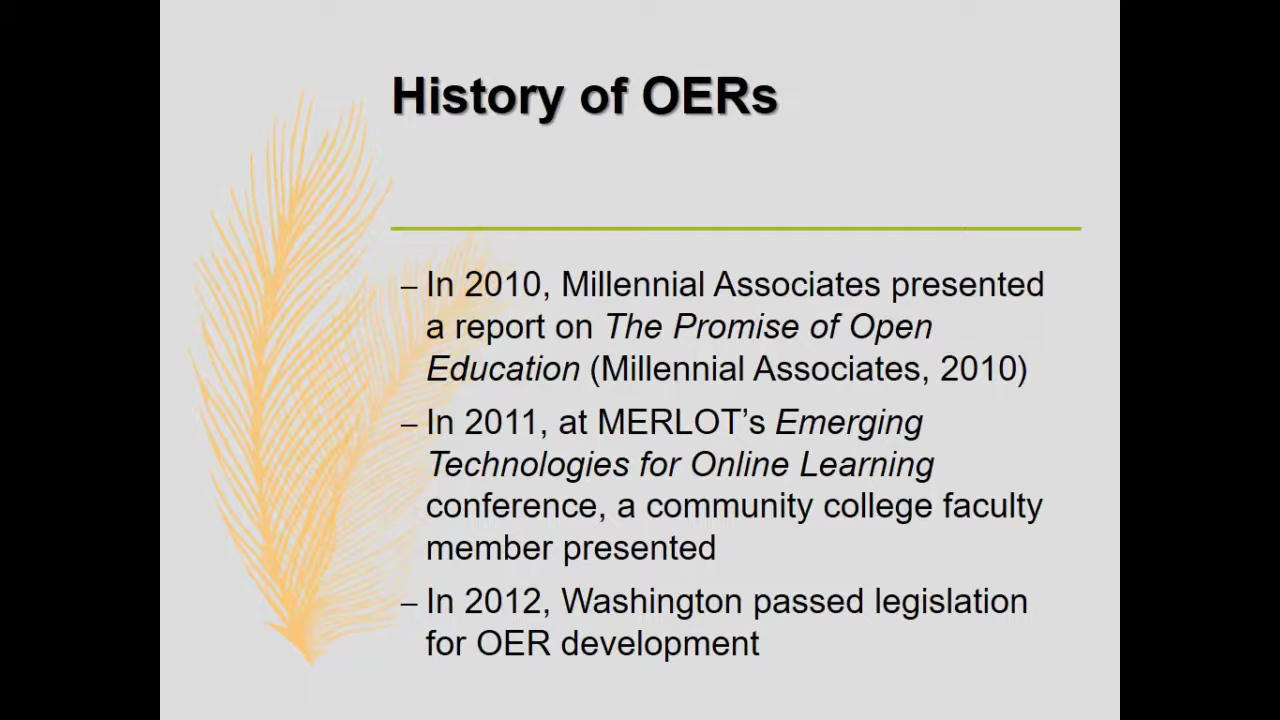 History of OERs
– In 2010, Millennial Associates presented
a report on The Promise of Open
Education (Millennial Associates, 2010)
– In 2011, at MERLOT’s Emerging
Technologies for Online Learning
conference, a community college faculty
member presented
– In 2012, Washington passed legislation
for OER development